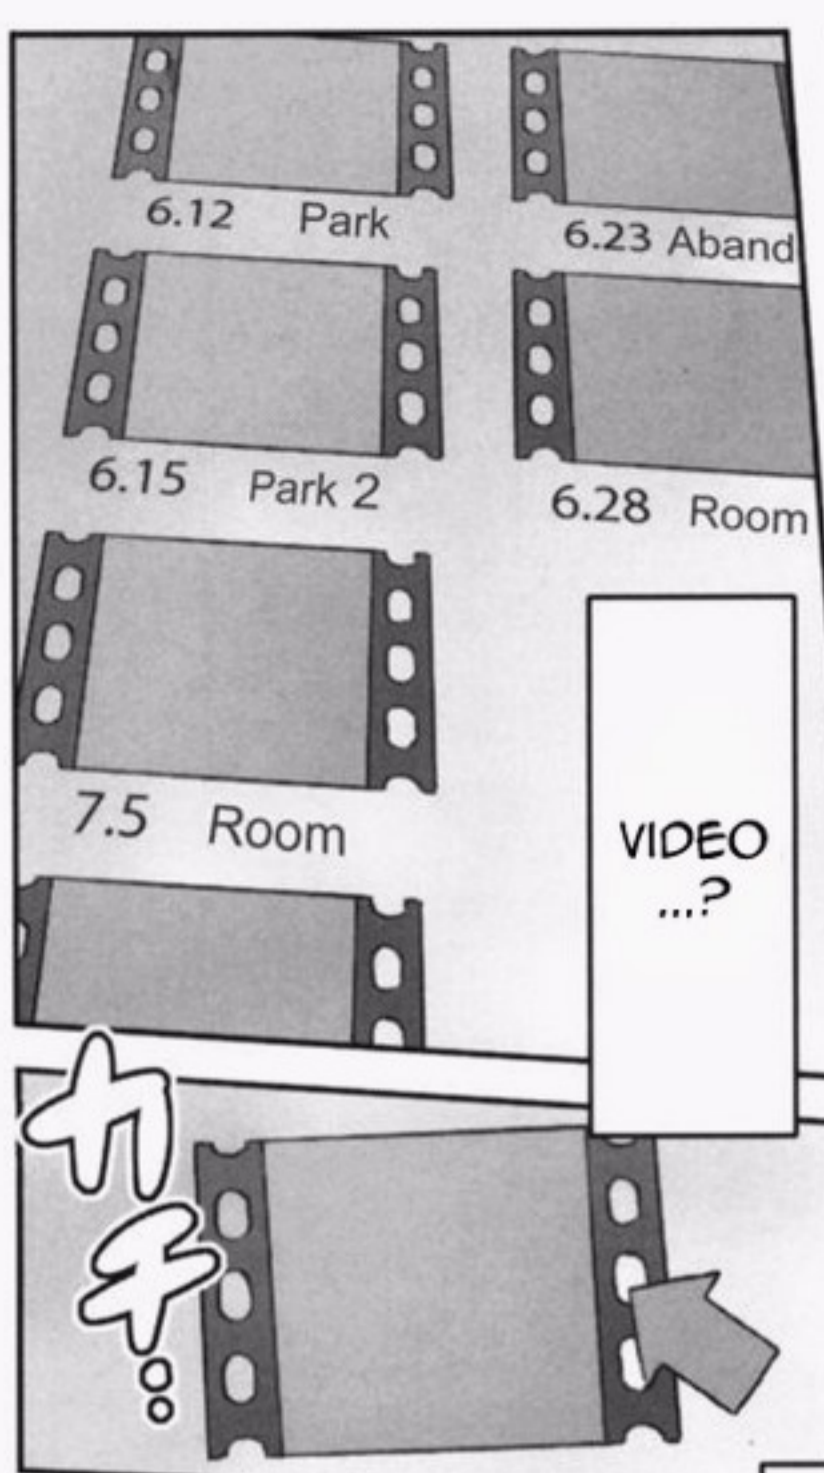 6.12 Park
6.23 Aband
6.15 Park 2
6.28 Room
7.5 Room
VIDEO
...?
カチ